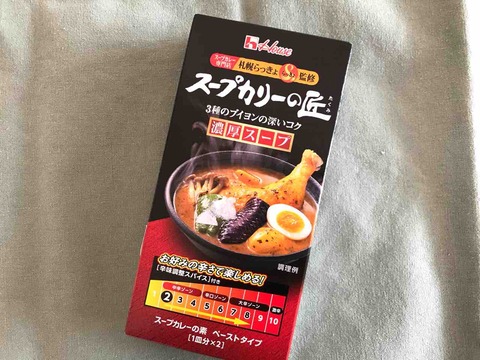 House
スープカレー
専門店
札幌らっきょ&監修
スープカリーの匠
たくみ
3種のブイヨンの深いコク
濃厚スープ
調理例
お好みの辛さで楽しめる!
[辛味調整スパイス]付き
中辛ゾーン 辛口ゾーン 大辛ゾーン 激辛
2 3 4 5 6 7 8 9 10
スープカレーの素 ペーストタイプ
[1皿分×2]